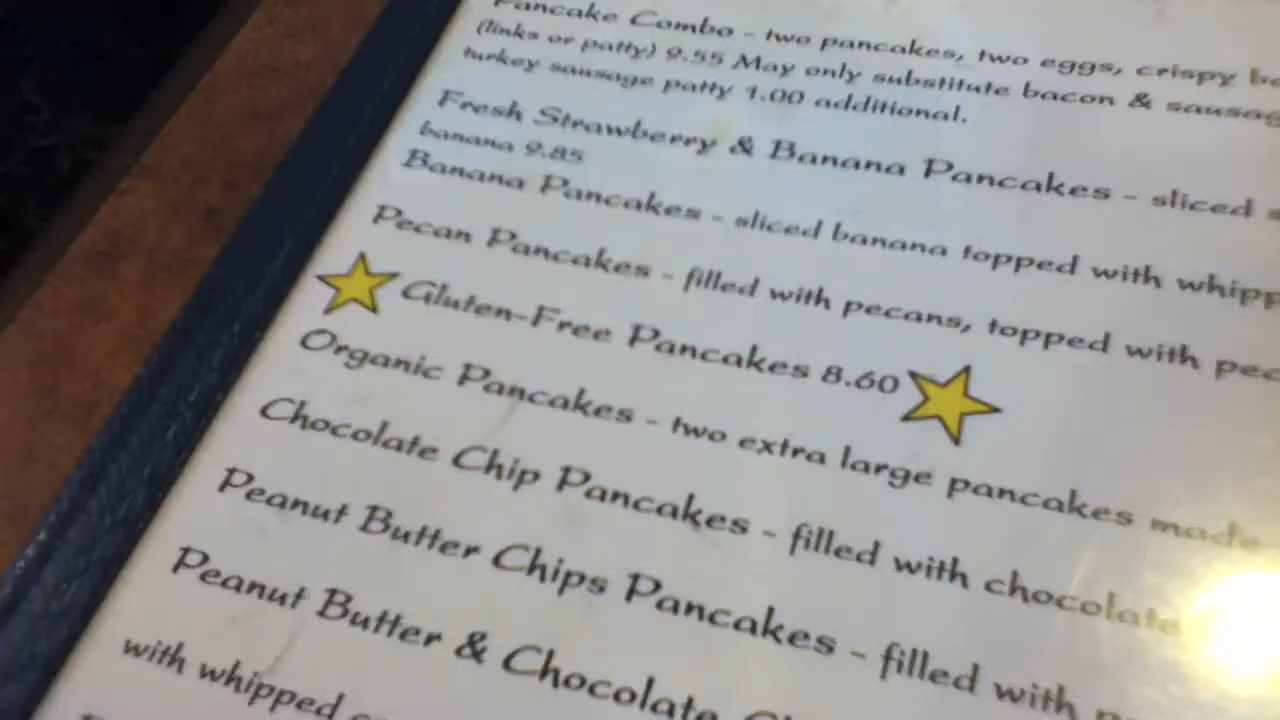 Pancake Combo - two pancakes, two eggs, crispy
(links or patty) 9.55 May only substitute bacon & sausag
turkey sausage patty 1.00 additional.
Fresh Strawberry & Banana Pancakes - sliced
banana 9.85
Banana Pancakes - sliced banana topped with whipp
Pecan Pancakes - filled with pecans, topped with pec
Gluten-Free Pancakes 8.60
Organic Pancakes - two extra large pancakes made
Chocolate Chip Pancakes - filled with chocolate
Peanut Butter Chips Pancakes - filled with
Peanut Butter & Chocolate
with whipped